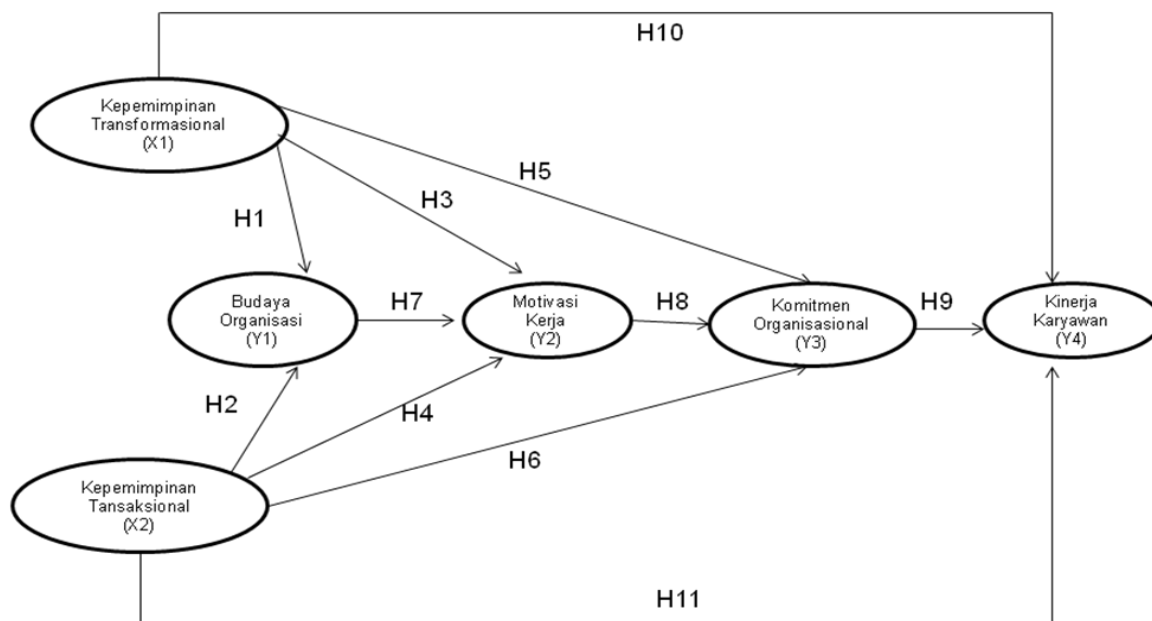 H10
Kepemimpinan
Transformasional
(X1)
H5
H3
H1
Budaya
Organisasi
(Y1)
H7
Motivasi
Kerja
(Y2)
H8
Komitmen
Organisasional
(Y3)
H9
Kinerja
Karyawan
(Y4)
H2
H4
H6
Kepemimpinan
Tansaksional
(X2)
H11